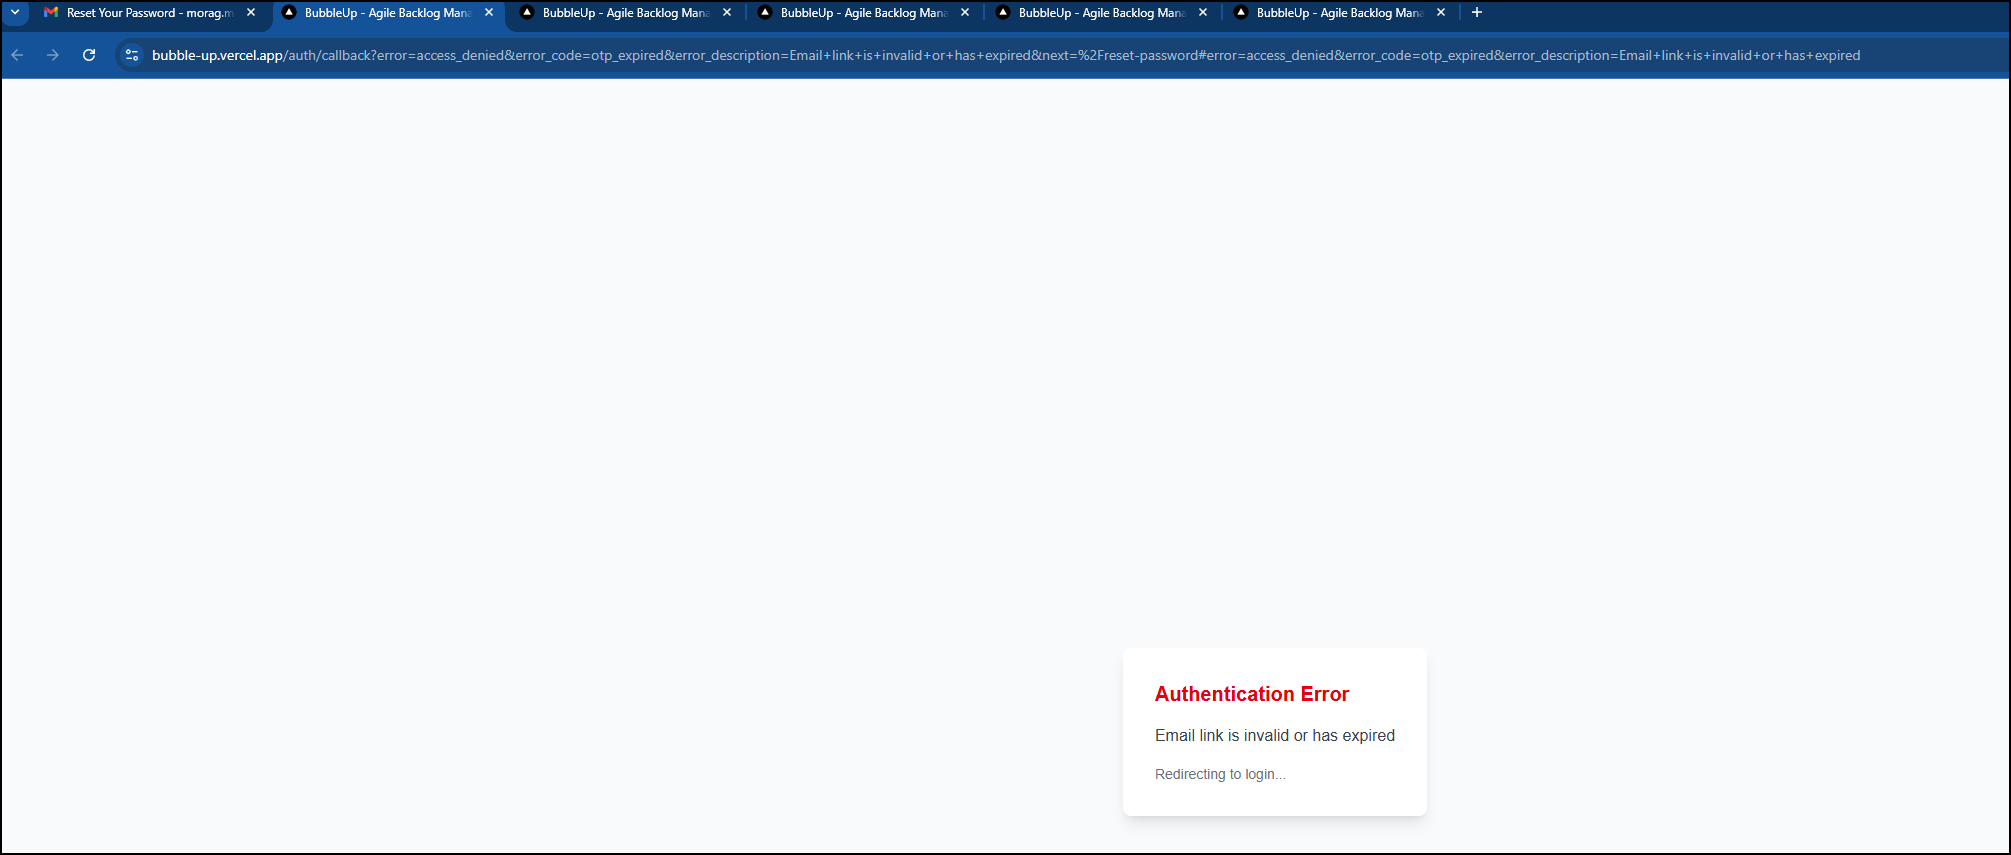 Reset Your Password - morag.m
BubbleUp - Agile Backlog Mana
BubbleUp - Agile Backlog Mana
BubbleUp - Agile Backlog Mana
BubbleUp - Agile Backlog Mana
BubbleUp - Agile Backlog Mana
bubble-up.vercel.app/auth/callback?error=access_denied&error_code=otp_expired&error_description=Email+link+is+invalid+or+has+expired&next=%2Freset-password#error=access_denied&error_code=otp_expired&error_description=Email+link+is+invalid+or+has+expired
Authentication Error
Email link is invalid or has expired
Redirecting to login...